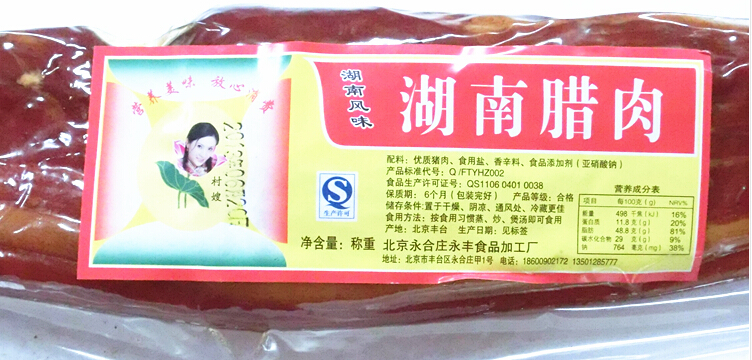 营养美味 放心
村嫂
湖南风味
湖南腊肉
生产许可
配料：优质猪肉、食用盐、香辛料、食品添加剂（亚硝酸钠）
产品标准代号：Q/FTYHZ002
食品生产许可证号：QS1106 0401 0038
保质期：6个月（包装完好） 产品等级：合格
储存条件：置于干燥、阴凉、通风处、冷藏更佳
食用方法：按食用习惯蒸、炒、煲汤即可食用
产地：北京丰台 生产日期：见标签
净含量：称重 北京永合庄永丰食品加工厂
地址：北京市丰台区永合庄甲1号 电话：18600902172 13501285777
营养成分表
项目 每100克(g) NRV%
能量 498 千焦(kJ) 16%
蛋白质 11.8 克(g) 20%
脂肪 48.8 克(g) 81%
碳水化合物 29 克(g) 9%
钠 764 毫克(mg) 38%